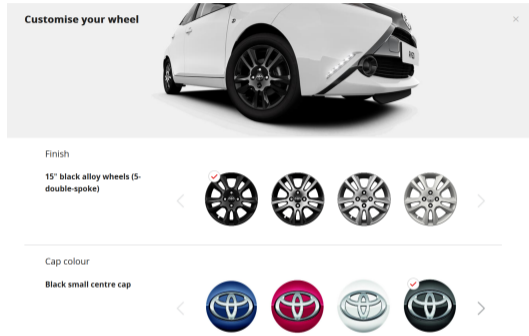 Customise your wheel
Finish
15" black alloy wheels (5-
double-spoke)
Cap colour
Black small centre cap